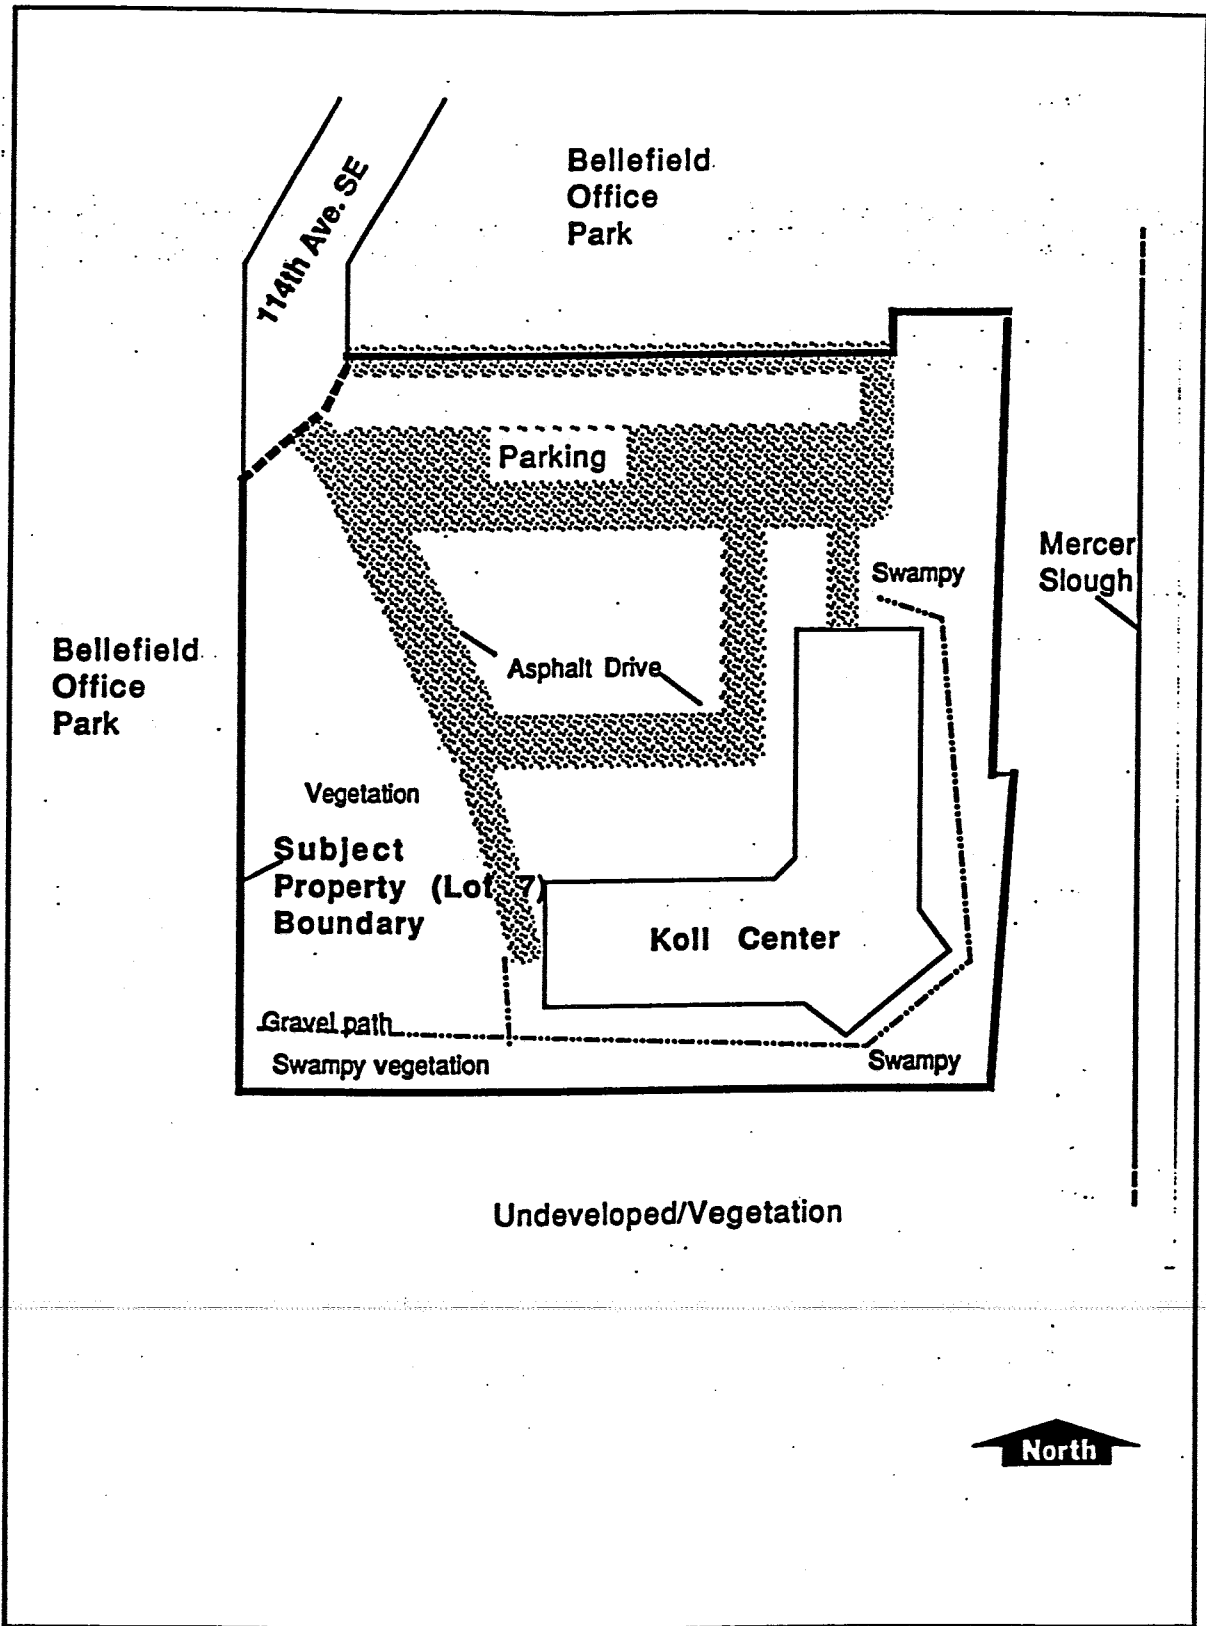 114th Ave. SE
Bellefield
Office
Park
Parking
Swampy
Mercer
Slough
Bellefield
Office
Park
Asphalt Drive
Vegetation
Subject
Property (Lot 7)
Boundary
Koll Center
Gravel path
Swampy vegetation
Swampy
Undeveloped/Vegetation
North